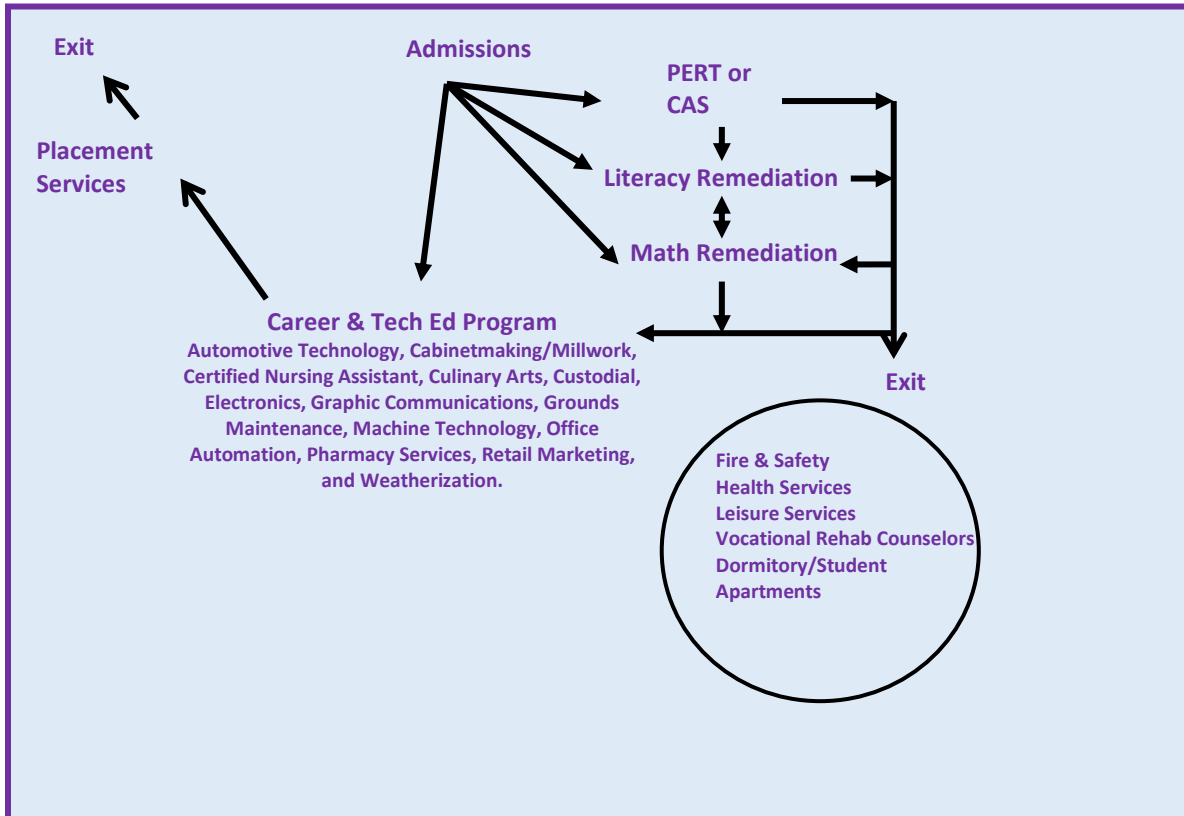 Exit
Admissions
PERT or
CAS
Placement
Services
Literacy Remediation
Math Remediation
Career & Tech Ed Program
Automotive Technology, Cabinetmaking/Millwork,
Certified Nursing Assistant, Culinary Arts, Custodial,
Electronics, Graphic Communications, Grounds
Maintenance, Machine Technology, Office
Automation, Pharmacy Services, Retail Marketing,
and Weatherization.
Exit
Fire & Safety
Health Services
Leisure Services
Vocational Rehab Counselors
Dormitory/Student
Apartments